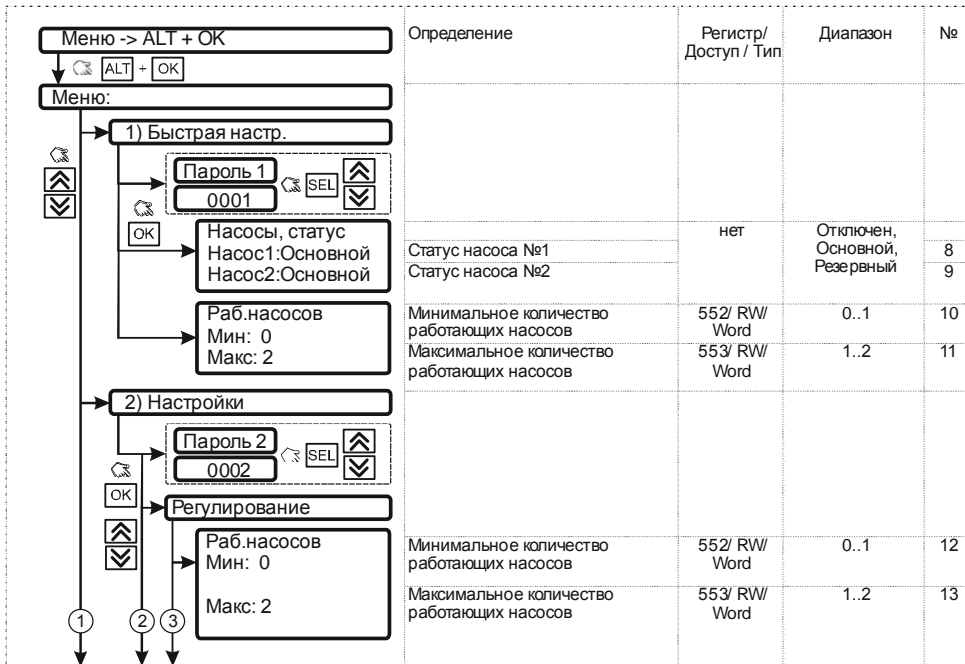 Меню -> ALT + OK
Определение
Регистр/
Доступ / Тип
Диапазон
№
ALT + OK
Меню:
1) Быстрая настр.
Пароль 1
SEL
0001
OK
Насосы, статус
нет
Отключен,
Основной,
Резервный
Насос1:Основной
Статус насоса №1
8
Насос2:Основной
Статус насоса №2
9
Раб.насосов
Минимальное количество
работающих насосов
552/ RW/
Word
0..1
10
Мин: 0
Макс: 2
Максимальное количество
работающих насосов
553/ RW/
Word
1..2
11
2) Настройки
Пароль 2
SEL
0002
OK
Регулирование
Раб.насосов
Мин: 0
Минимальное количество
работающих насосов
552/ RW/
Word
0..1
12
Макс: 2
Максимальное количество
работающих насосов
553/ RW/
Word
1..2
13
1
2
3